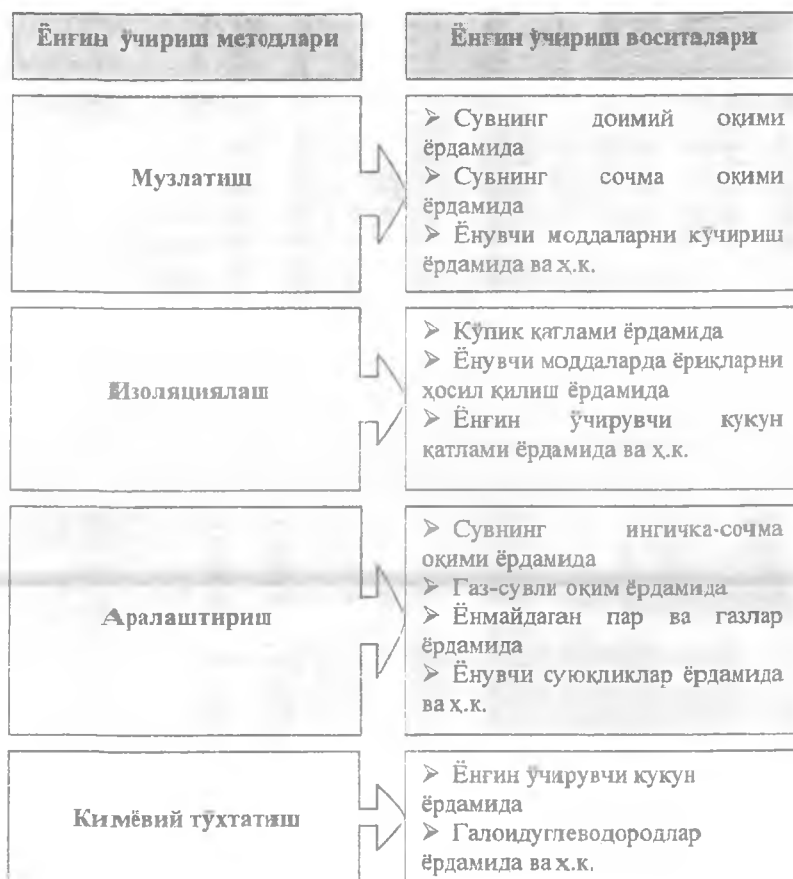 Ёнғин ўчириш методлари
Ёнғин ўчириш воситалари
Музлатиш
➤ Сувнинг доимий оқими
ёрдамида
➤ Сувнинг сочма оқими
ёрдамида
➤ Ёнувчи моддаларни кўчириш
ёрдамида ва ҳ.к.
Изоляциялаш
➤ Кўпик қатлами ёрдамида
➤ Ёнувчи моддаларда ёриқларни
ҳосил қилиш ёрдамида
➤ Ёнғин ўчирувчи кукун
қатлами ёрдамида ва ҳ.к.
Аралаштириш
➤ Сувнинг ингичка-сочма
оқими ёрдамида
➤ Газ-сувли оқим ёрдамида
➤ Ёнмайдаган пар ва газлар
ёрдамида
➤ Ёнувчи суюқликлар ёрдамида
ва ҳ.к.
Кимёвий тўхтатиш
➤ Ёнғин ўчирувчи кукун
ёрдамида
➤ Галоидуглеводородлар
ёрдамида ва ҳ.к.